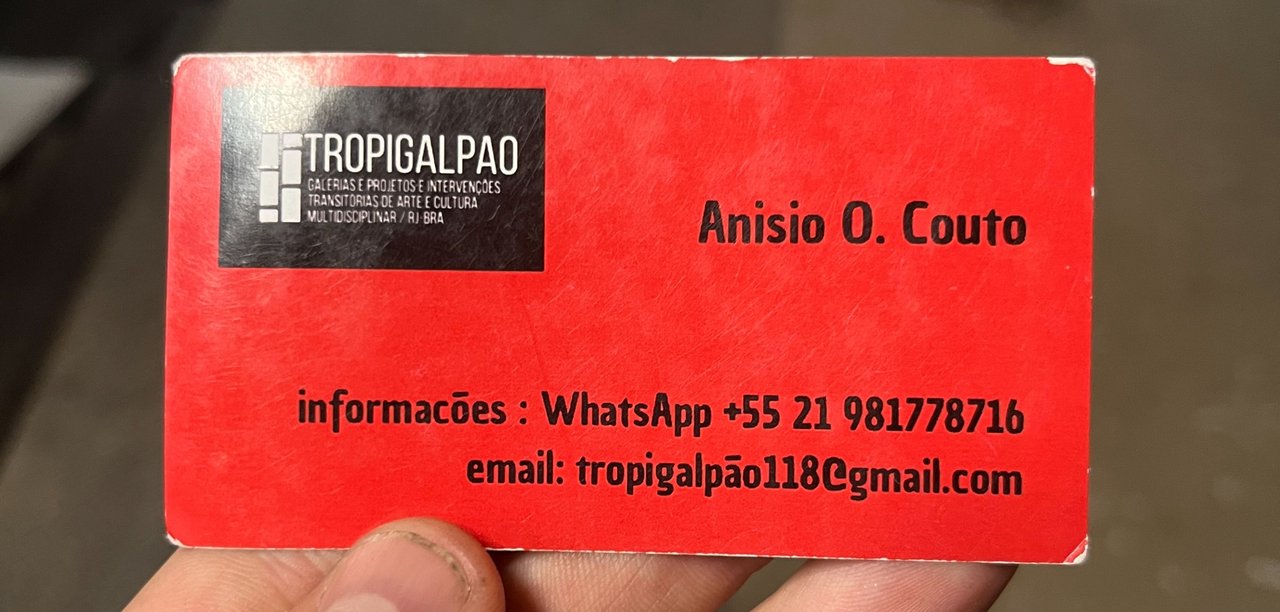 TROPIGALPAO
GALERIAS E PROJETOS E INTERVENÇÕES
TRANSITÓRIAS DE ARTE E CULTURA
MULTIDISCIPLINAR / RJ-BRA
Anisio O. Couto
informacões : WhatsApp +55 21 981778716
email: tropigalpão118@gmail.com